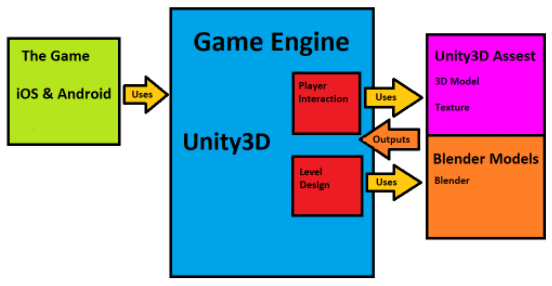 The Game
iOS & Android
Uses
Game Engine
Unity3D
Player
Interaction
Level
Design
Uses
Outputs
Uses
Unity3D Assest
3D Model
Texture
Blender Models
Blender